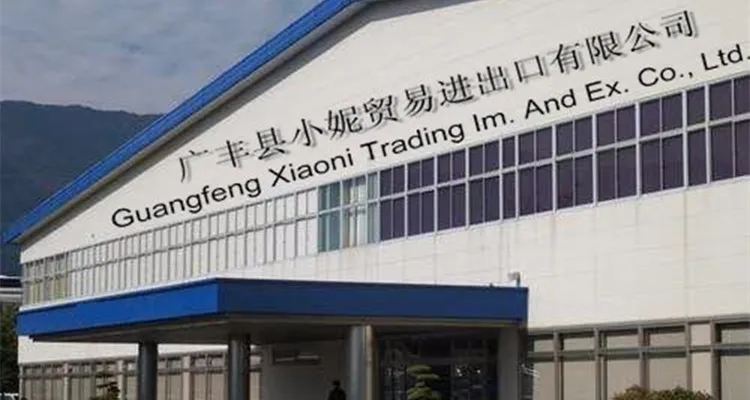 广丰县小妮贸易进出口有限公司
Guangfeng Xiaoni Trading Im. And Ex. Co., Ltd.